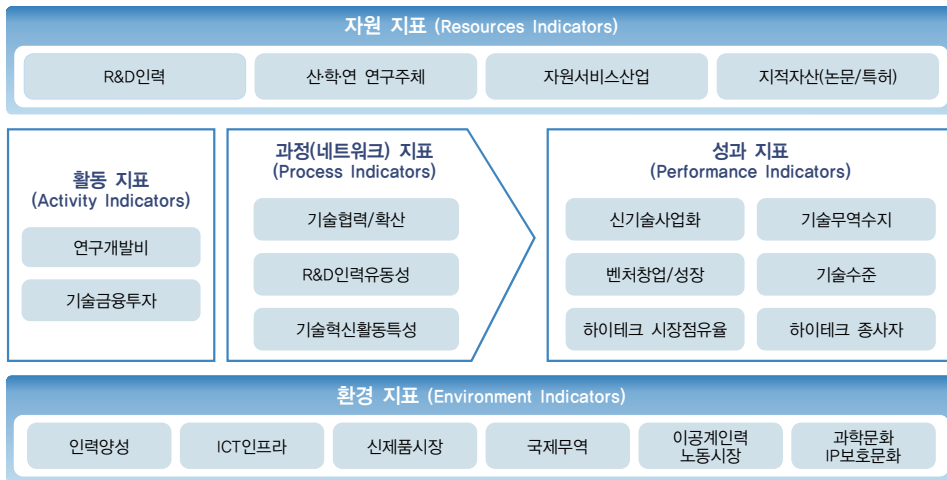 자원 지표 (Resources Indicators)
R&D인력
산·학·연 연구주체
자원서비스산업
지적자산(논문/특허)
활동 지표
(Activity Indicators)
연구개발비
기술금융투자
과정(네트워크) 지표
(Process Indicators)
기술협력/확산
R&D인력유동성
기술혁신활동특성
성과 지표
(Performance Indicators)
신기술사업화
기술무역수지
벤처창업/성장
기술수준
하이테크 시장점유율
하이테크 종사자
환경 지표 (Environment Indicators)
인력양성
ICT인프라
신제품시장
국제무역
이공계인력
노동시장
과학문화
IP보호문화